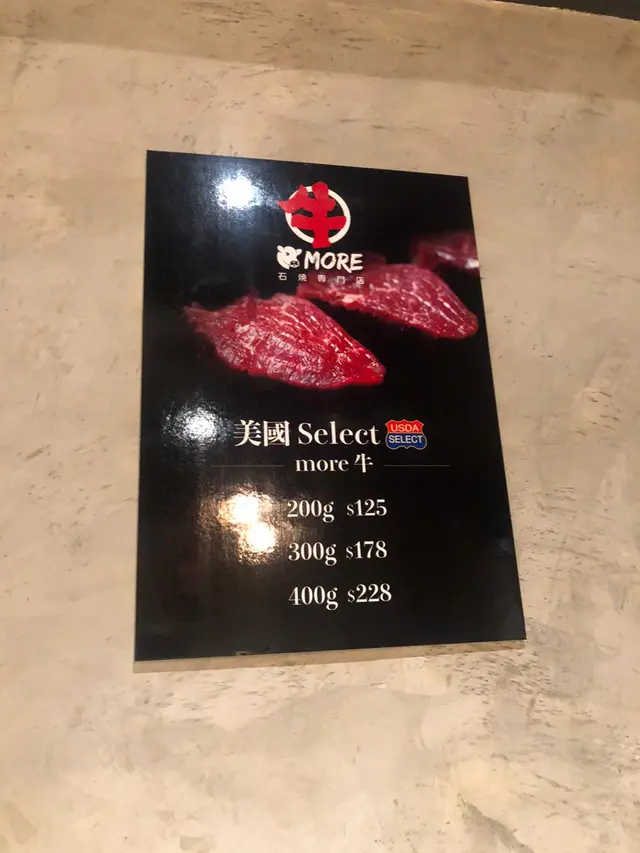 牛
MORE
石燒専門店
美國 Select USDA SELECT
more 牛
200g $125
300g $178
400g $228